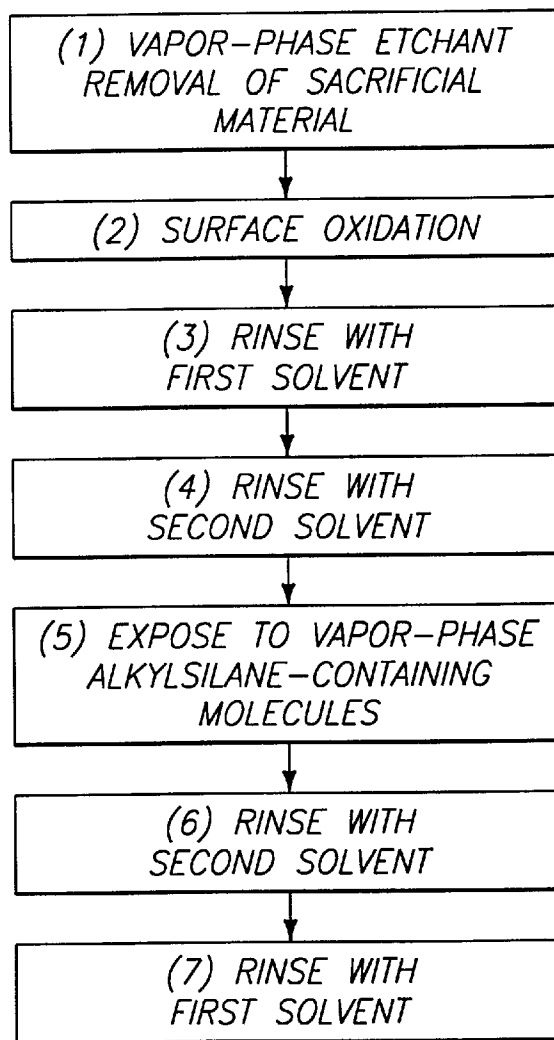 (1) VAPOR-PHASE ETCHANT
REMOVAL OF SACRIFICIAL
MATERIAL
(2) SURFACE OXIDATION
(3) RINSE WITH
FIRST SOLVENT
(4) RINSE WITH
SECOND SOLVENT
(5) EXPOSE TO VAPOR-PHASE
ALKYLSILANE-CONTAINING
MOLECULES
(6) RINSE WITH
SECOND SOLVENT
(7) RINSE WITH
FIRST SOLVENT